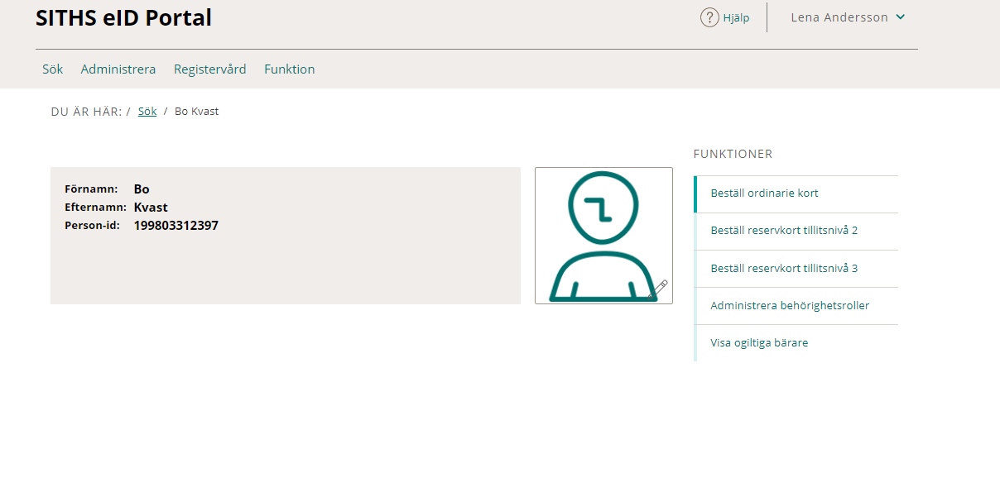 SITHS eID Portal
? Hjälp
Lena Andersson
Sök Administrera Registervård Funktion
DU ÄR HÄR: / Sök / Bo Kvast
Förnamn: Bo
Efternamn: Kvast
Person-id: 199803312397
FUNKTIONER
Beställ ordinarie kort
Beställ reservkort tillitsnivå 2
Beställ reservkort tillitsnivå 3
Administrera behörighetsroller
Visa ogiltiga bärare